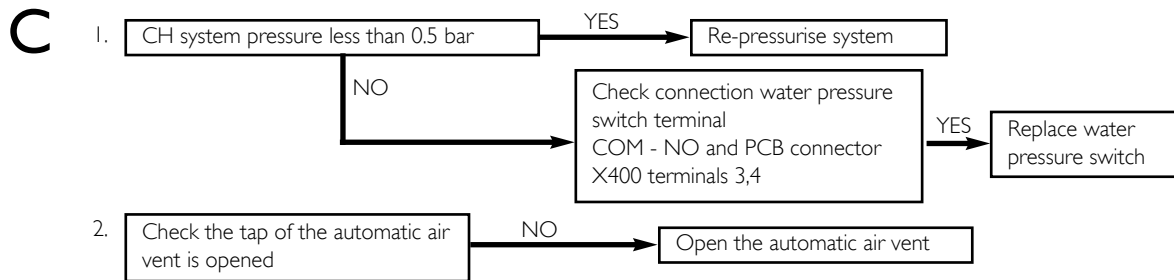 C
1. CH system pressure less than 0.5 bar
YES
Re-pressurise system
NO
Check connection water pressure
switch terminal
COM - NO and PCB connector
X400 terminals 3,4
YES
Replace water
pressure switch
2. Check the tap of the automatic air
vent is opened
NO
Open the automatic air vent